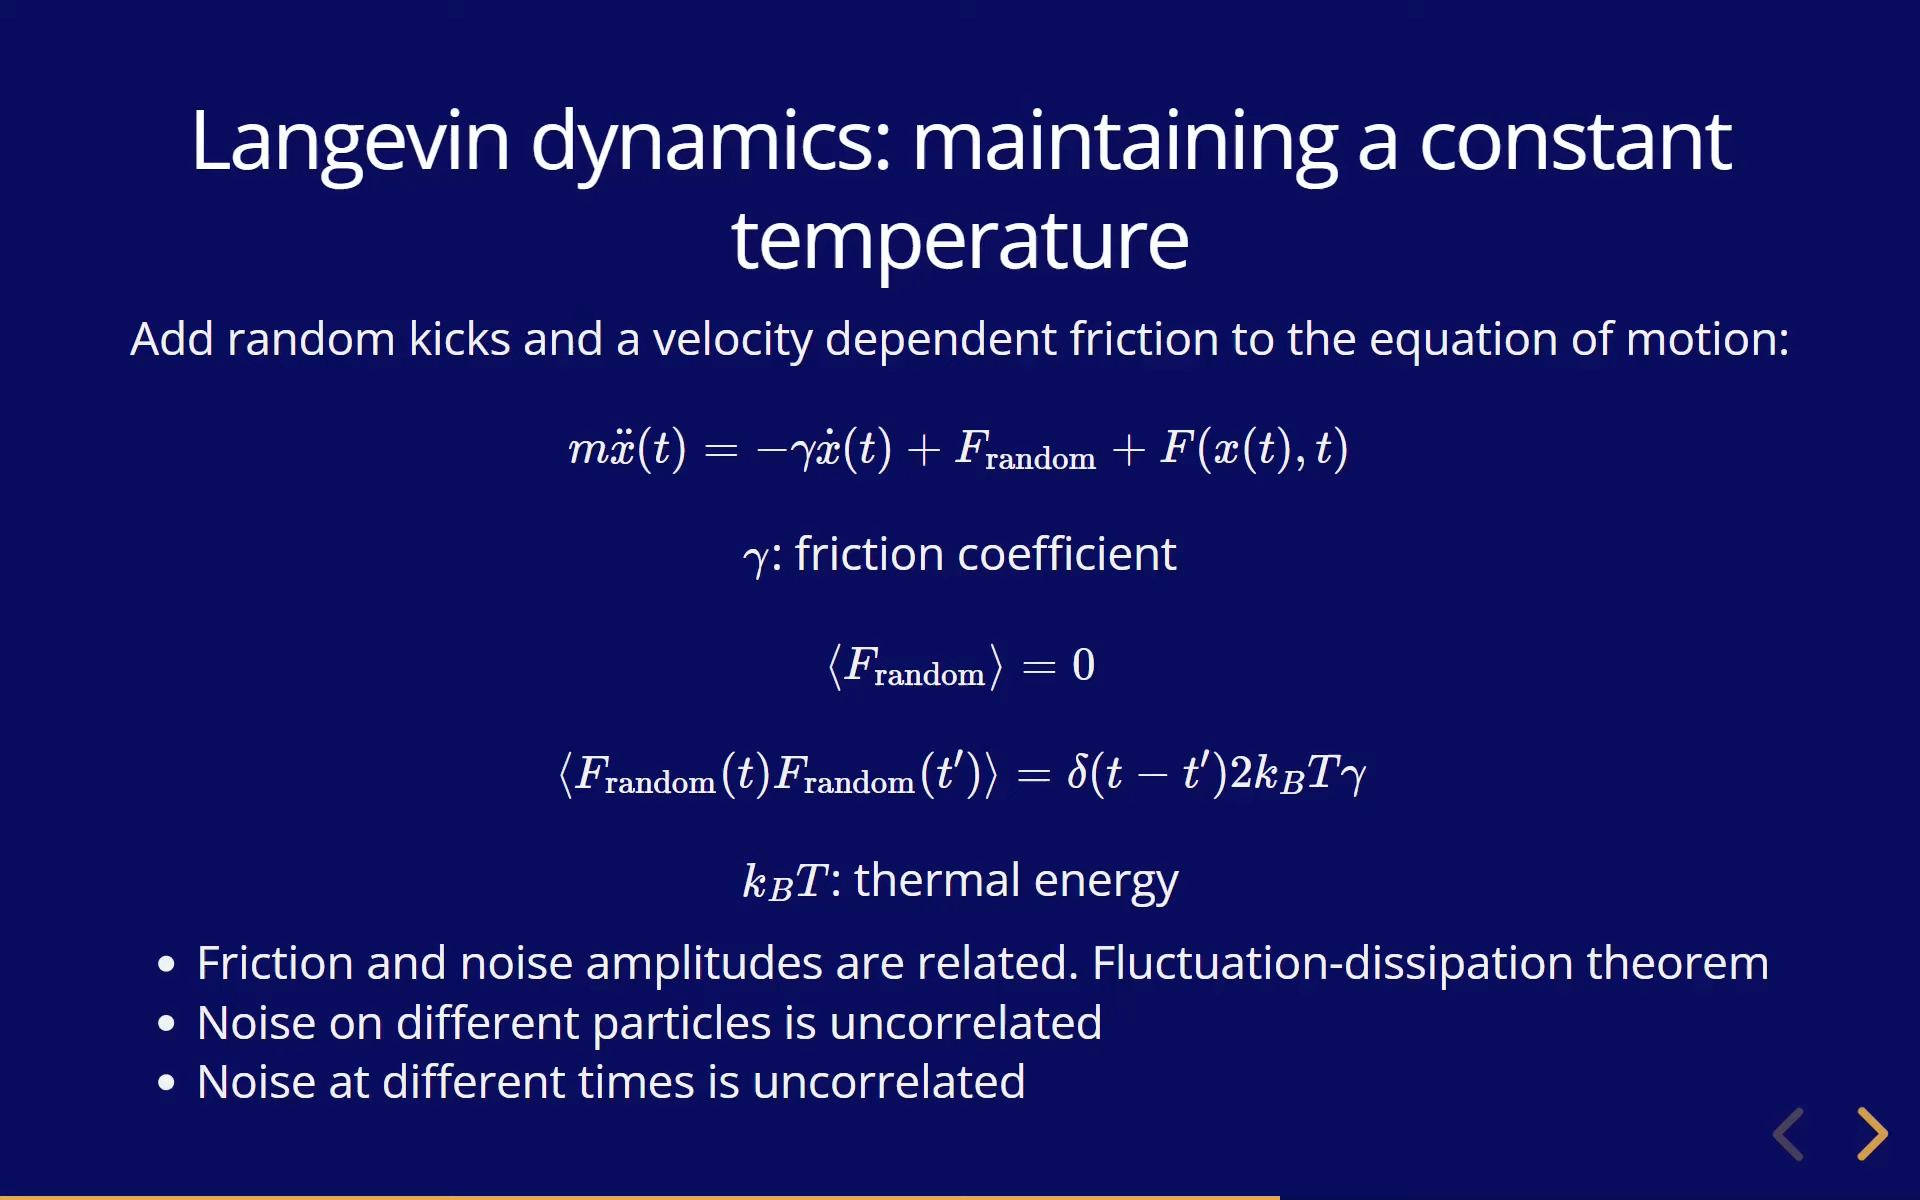 Langevin dynamics: maintaining a constant
temperature
Add random kicks and a velocity dependent friction to the equation of motion:
mẍ(t) = −γẋ(t) + F_random + F(x(t), t)
γ: friction coefficient
⟨F_random⟩ = 0
⟨F_random(t)F_random(t′)⟩ = δ(t − t′)2k_BTγ
k_BT: thermal energy
• Friction and noise amplitudes are related. Fluctuation-dissipation theorem
• Noise on different particles is uncorrelated
• Noise at different times is uncorrelated